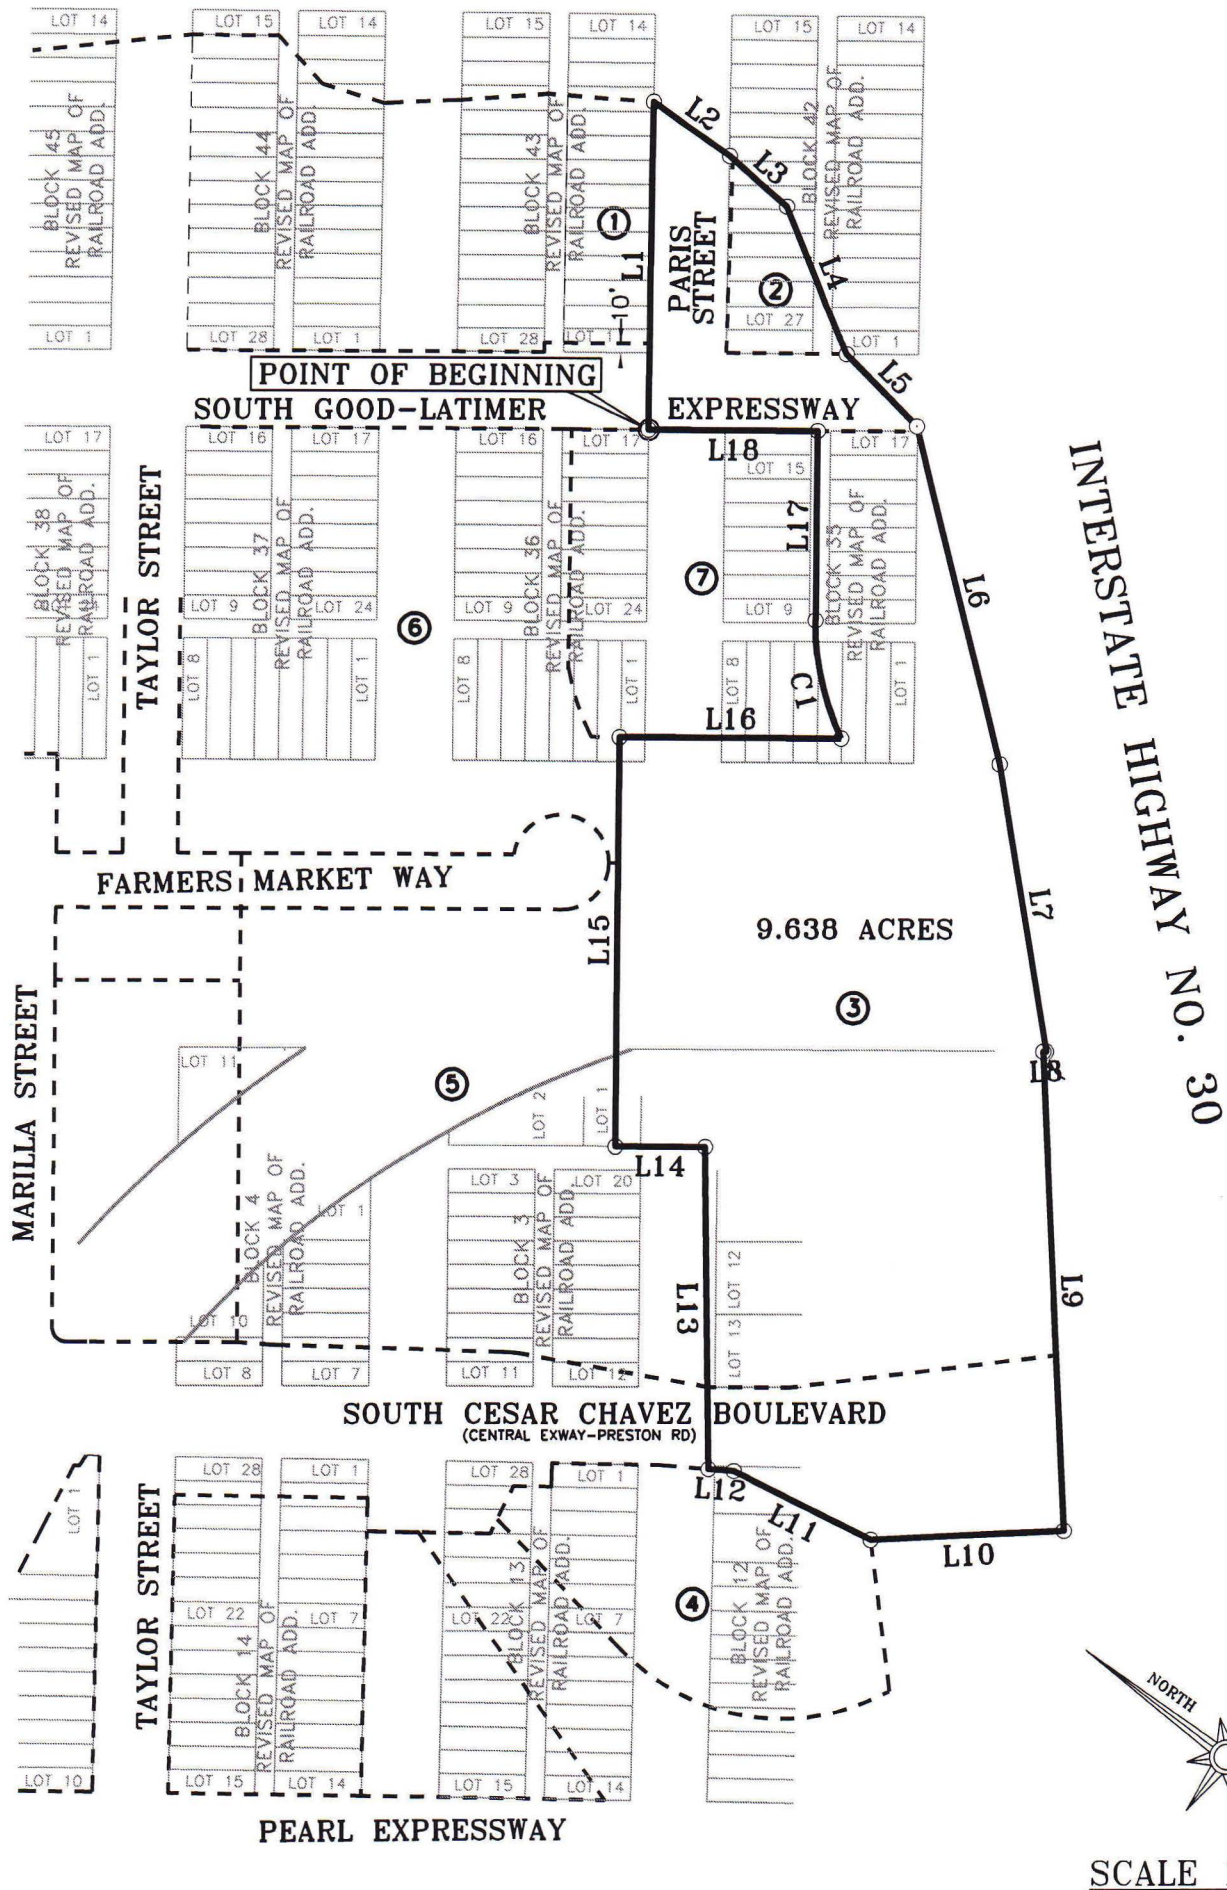 LOT 14
LOT 15
LOT 14
LOT 15
LOT 14
LOT 15
LOT 14
BLOCK 45
REVISED MAP OF
RAILROAD ADD.
BLOCK 44
REVISED MAP OF
RAILROAD ADD.
BLOCK 43
REVISED MAP OF
RAILROAD ADD.
BLOCK 42
REVISED MAP OF
RAILROAD ADD.
L2
L3
L4
L5
L1
1
2
10'
PARIS
STREET
LOT 27
LOT 1
LOT 28
LOT 1
LOT 28
LOT 1
LOT 1
POINT OF BEGINNING
SOUTH GOOD-LATIMER
EXPRESSWAY
LOT 17
LOT 16
LOT 17
LOT 16
LOT 17
L18
LOT 17
LOT 15
TAYLOR STREET
BLOCK 38
REVISED MAP OF
RAILROAD ADD.
BLOCK 37
REVISED MAP OF
RAILROAD ADD.
BLOCK 36
REVISED MAP OF
RAILROAD ADD.
L17
BLOCK 35
REVISED MAP OF
RAILROAD ADD.
7
6
L6
INTERSTATE HIGHWAY NO. 30
LOT 9
LOT 24
LOT 9
LOT 24
LOT 9
LOT 1
LOT 8
LOT 1
LOT 8
LOT 1
LOT 8
LOT 1
C1
L16
FARMERS MARKET WAY
L15
L7
9.638 ACRES
3
MARILLA STREET
LOT 11
5
LOT 2
LOT 1
L8
L14
LOT 3
LOT 20
BLOCK 4
REVISED MAP OF
RAILROAD ADD.
LOT 1
BLOCK 3
REVISED MAP OF
RAILROAD ADD
L13
LOT 12
LOT 13
L9
LOT 10
LOT 8
LOT 7
LOT 11
LOT 12
SOUTH CESAR CHAVEZ BOULEVARD
(CENTRAL EXWAY-PRESTON RD)
LOT 1
LOT 28
LOT 1
LOT 28
LOT 1
L12
L11
L10
TAYLOR STREET
LOT 22
LOT 7
LOT 22
LOT 7
4
BLOCK 14
REVISED MAP OF
RAILROAD ADD.
BLOCK 13
REVISED MAP OF
RAILROAD ADD.
BLOCK 12
REVISED MAP OF
RAILROAD ADD.
LOT 10
LOT 15
LOT 14
LOT 15
LOT 14
PEARL EXPRESSWAY
NORTH
SCALE